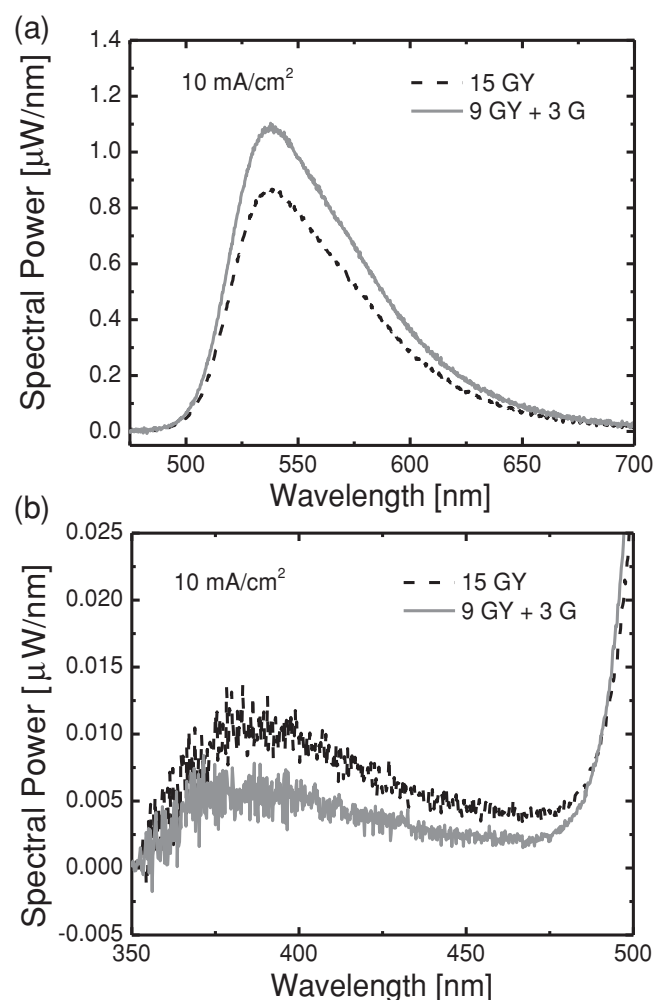 (a)
1.4
1.2
1.0
0.8
0.6
0.4
0.2
0.0
Spectral Power [μW/nm]
10 mA/cm²
15 GY
9 GY + 3 G
500
550
600
650
700
Wavelength [nm]
(b)
0.025
0.020
0.015
0.010
0.005
0.000
-0.005
Spectral Power [μW/nm]
10 mA/cm²
15 GY
9 GY + 3 G
350
400
450
500
Wavelength [nm]